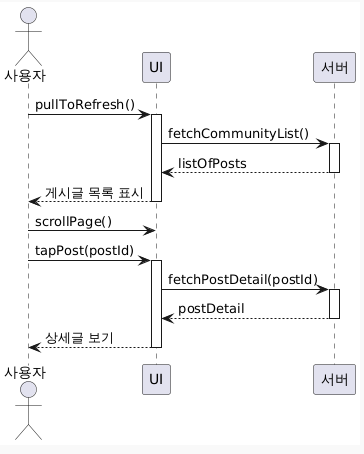 사용자
UI
서버
pullToRefresh()
fetchCommunityList()
listOfPosts
게시글 목록 표시
scrollPage()
tapPost(postId)
fetchPostDetail(postId)
postDetail
상세글 보기
사용자
UI
서버